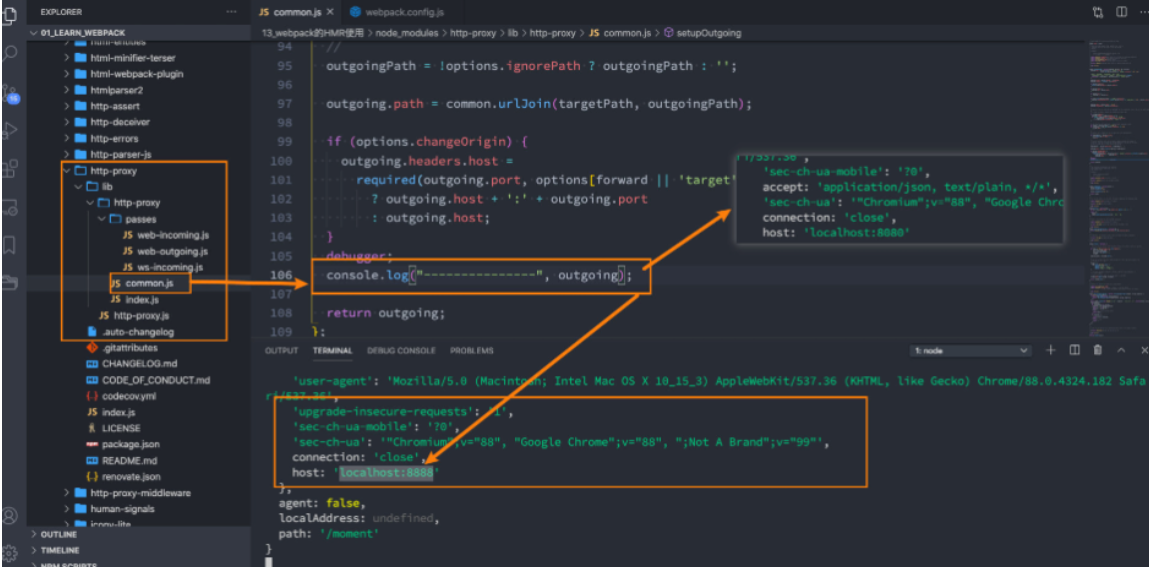 EXPLORER
···
JS common.js ×
webpack.config.js
01_LEARN_WEBPACK
13_webpack的HMR使用 > node_modules > http-proxy > lib > http-proxy > JS common.js > setupOutgoing
html-entities
html-minifier-terser
html-webpack-plugin
htmlparser2
http-assert
http-deceiver
http-errors
http-parser-js
http-proxy
lib
http-proxy
passes
JS web-incoming.js
JS web-outgoing.js
JS ws-incoming.js
JS common.js
JS index.js
JS http-proxy.js
.auto-changelog
.gitattributes
CHANGELOG.md
CODE_OF_CONDUCT.md
codecov.yml
JS index.js
LICENSE
package.json
README.md
{..} renovate.json
http-proxy-middleware
human-signals
iconv-lite
OUTLINE
TIMELINE
NPM SCRIPTS
94 //
95 outgoingPath = !options.ignorePath ? outgoingPath : '';
96
97 outgoing.path = common.urlJoin(targetPath, outgoingPath);
98
99 if (options.changeOrigin) {
100 outgoing.headers.host =
101 required(outgoing.port, options[forward || 'target'
102 ? outgoing.host + ':' + outgoing.port
103 : outgoing.host;
104 }
105 debugger;
106 console.log("---------------", outgoing);
107
108 return outgoing;
109 };
ri/537.36',
'sec-ch-ua-mobile': '?0',
accept: 'application/json, text/plain, */*',
'sec-ch-ua': '"Chromium";v="88", "Google Chro
connection: 'close',
host: 'localhost:8080'
OUTPUT TERMINAL DEBUG CONSOLE PROBLEMS
1: node
'user-agent': 'Mozilla/5.0 (Macintosh; Intel Mac OS X 10_15_3) AppleWebKit/537.36 (KHTML, like Gecko) Chrome/88.0.4324.182 Safa
ri/537.36',
'upgrade-insecure-requests': '1',
'sec-ch-ua-mobile': '?0',
'sec-ch-ua': '"Chromium";v="88", "Google Chrome";v="88", ";Not A Brand";v="99"',
connection: 'close',
host: 'localhost:8888'
},
agent: false,
localAddress: undefined,
path: '/moment'
}